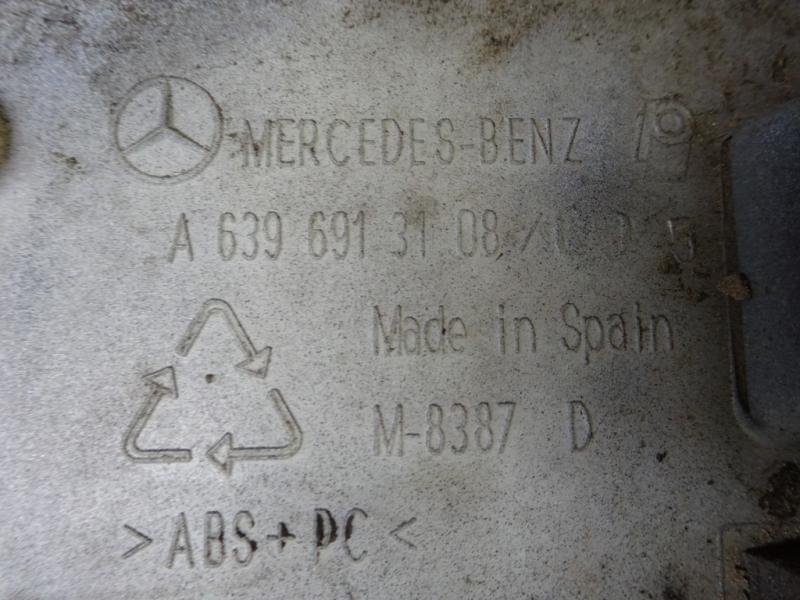 MERCEDES-BENZ
A 639 691 31 08 /
Made in Spain
M-8387 D
>ABS+PC<